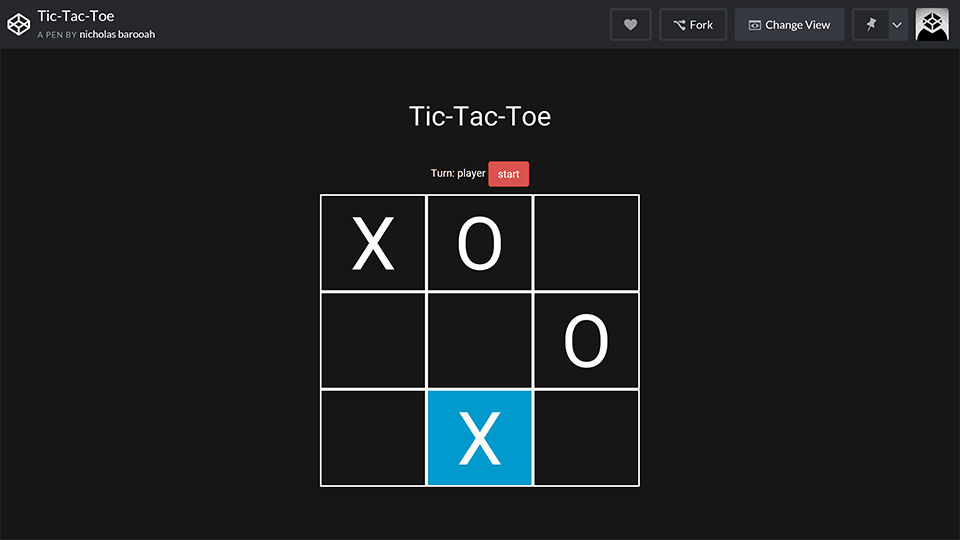 Tic-Tac-Toe
A PEN BY nicholas barooah
Fork
Change View
Tic-Tac-Toe
Turn: player start
X O
O
X